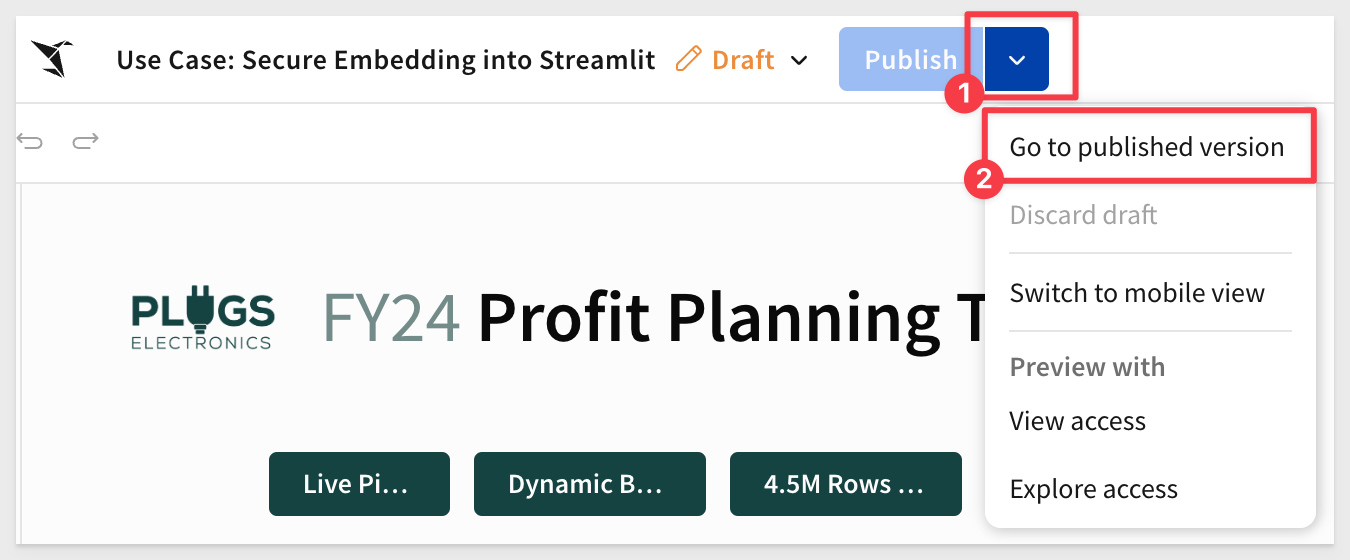 Use Case: Secure Embedding into Streamlit Draft Publish
1
Go to published version
2
Discard draft
Switch to mobile view
Preview with
View access
Explore access
PLUGS
ELECTRONICS
FY24 Profit Planning T
Live Pi...
Dynamic B...
4.5M Rows ...